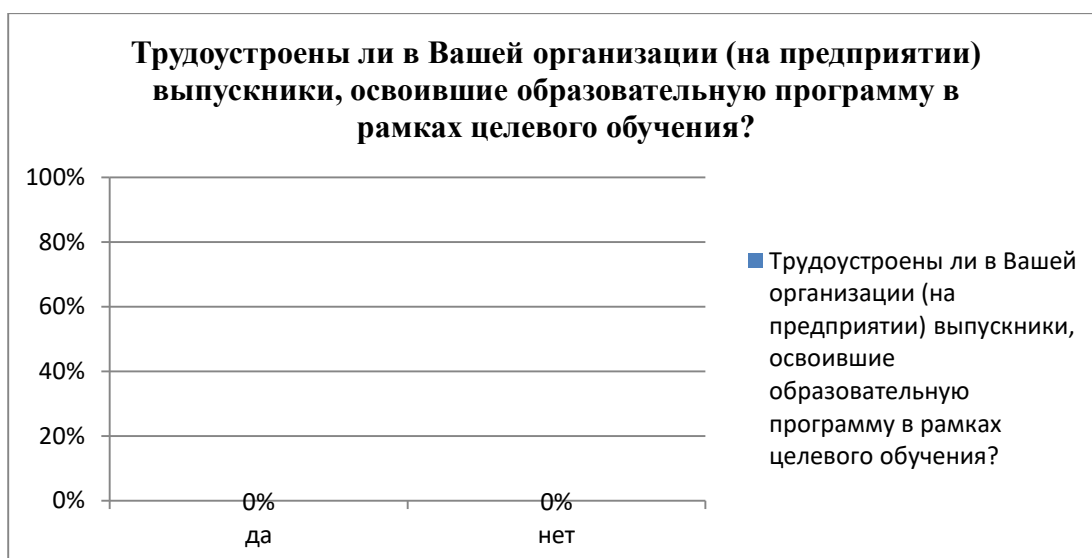 Трудоустроены ли в Вашей организации (на предприятии)
выпускники, освоившие образовательную программу в
рамках целевого обучения?
100%
80%
60%
40%
20%
0%
0%
0%
да
нет
Трудоустроены ли в Вашей
организации (на
предприятии) выпускники,
освоившие
образовательную
программу в рамках
целевого обучения?